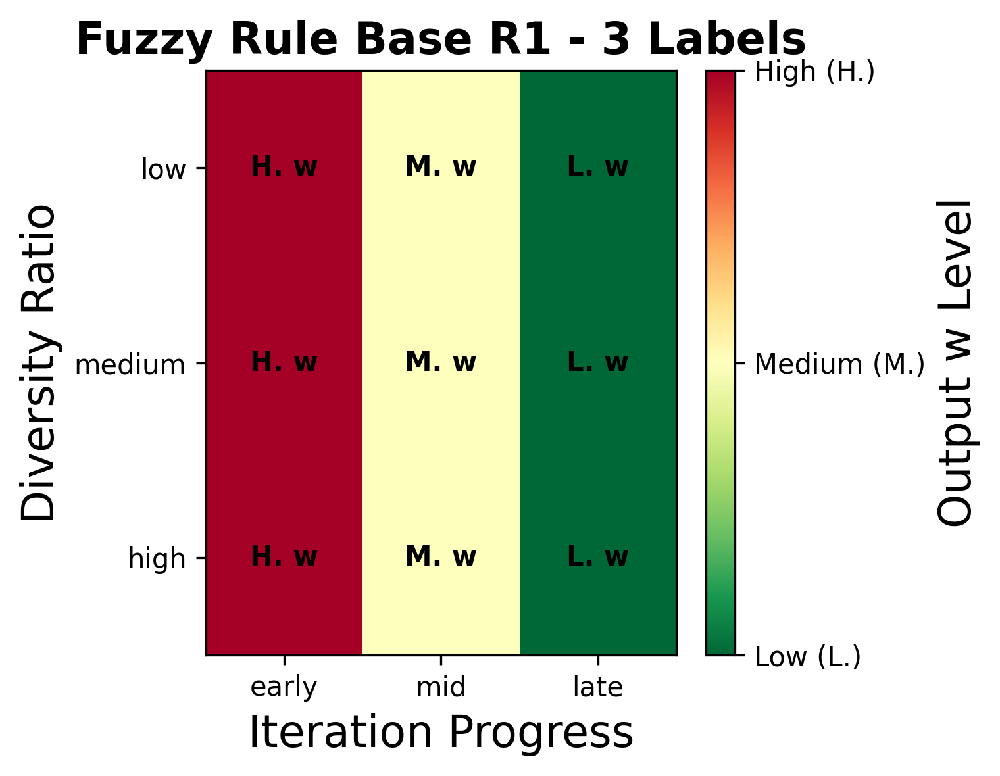 Fuzzy Rule Base R1 - 3 Labels
High (H.)
low
H. w M. w L. w
Diversity Ratio
medium
H. w M. w L. w
Medium (M.)
Output w Level
high
H. w M. w L. w
Low (L.)
early mid late
Iteration Progress